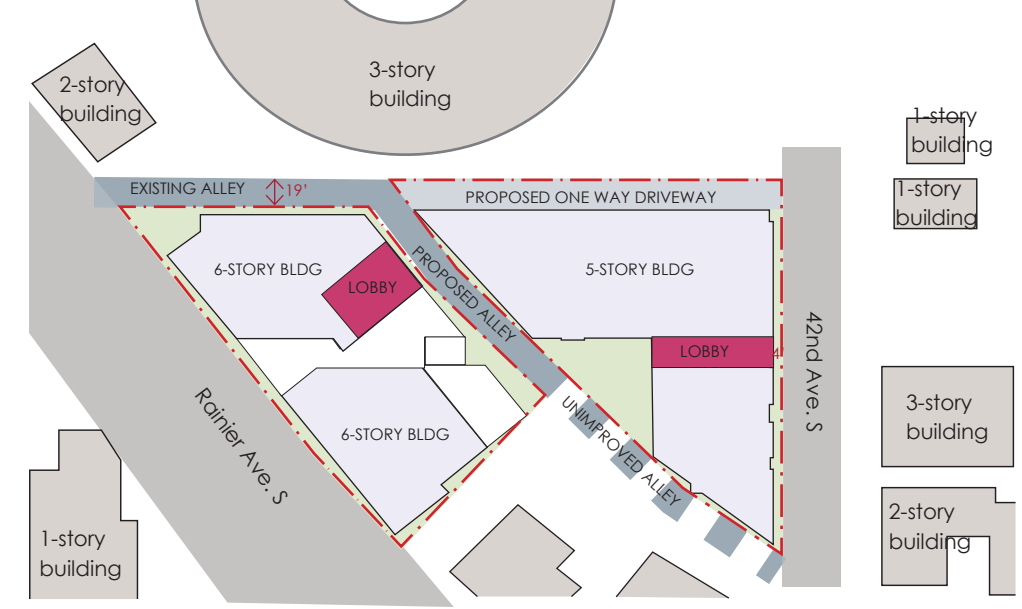 3-story
building
2-story
building
1-story
building
EXISTING ALLEY
19'
PROPOSED ONE WAY DRIVEWAY
1-story
building
6-STORY BLDG
LOBBY
PROPOSED ALLEY
5-STORY BLDG
LOBBY
4'
42nd Ave. S
Rainier Ave. S
6-STORY BLDG
UNIMPROVED ALLEY
3-story
building
2-story
building
1-story
building